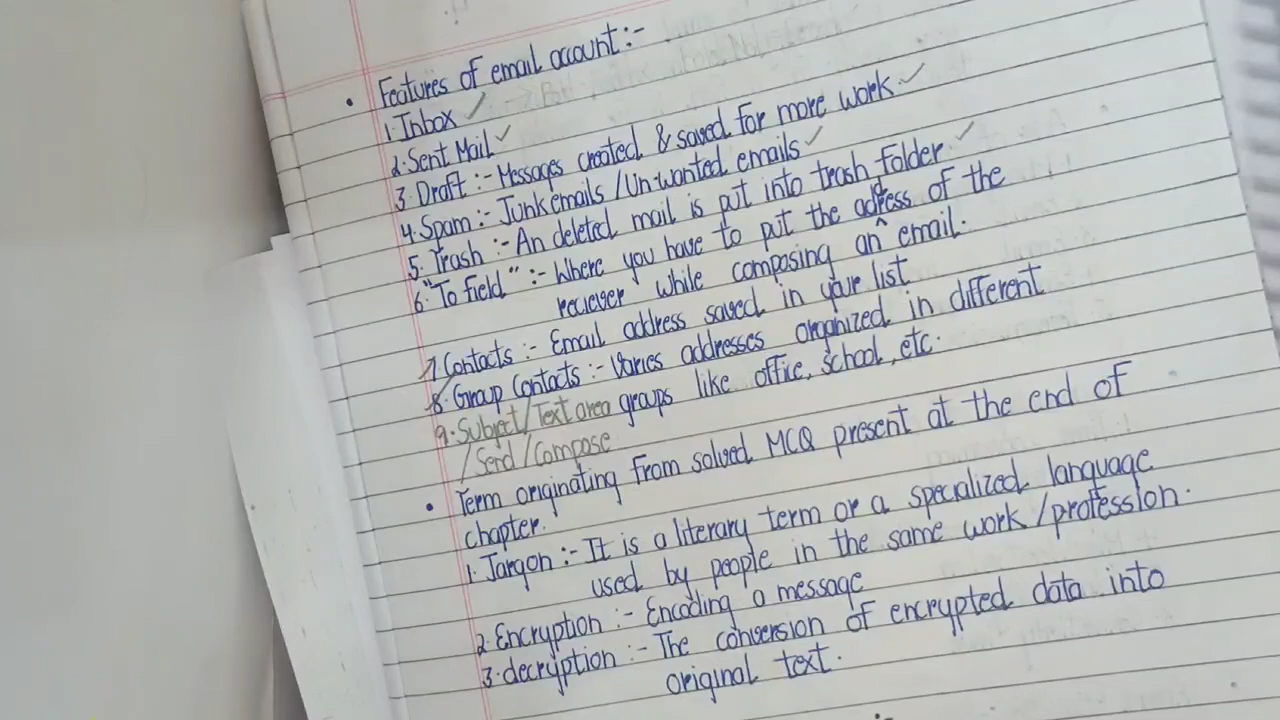 • Features of email account:-
1. Inbox ✓
2. Sent Mail ✓
3. Draft :- Messages created & saved for more work. ✓
4. Spam :- Junk emails / Unwanted emails ✓
5. Trash :- An deleted mail is put into trash folder ✓
6. "To field" :- Where you have to put the address of the
reciever while composing an email.
7. Contacts :- Email address saved in your list
8. Group Contacts :- Varies addresses organized in different
groups like office, school, etc.
9. Subject/Text area
/Send/Compose
• Term originating from solved MCQ present at the end of
chapter.
1. Jargon :- It is a literary term or a specialized language
used by people in the same work/profession.
2. Encryption :- Encoding a message
3. decryption :- The conversion of encrypted data into
original text.